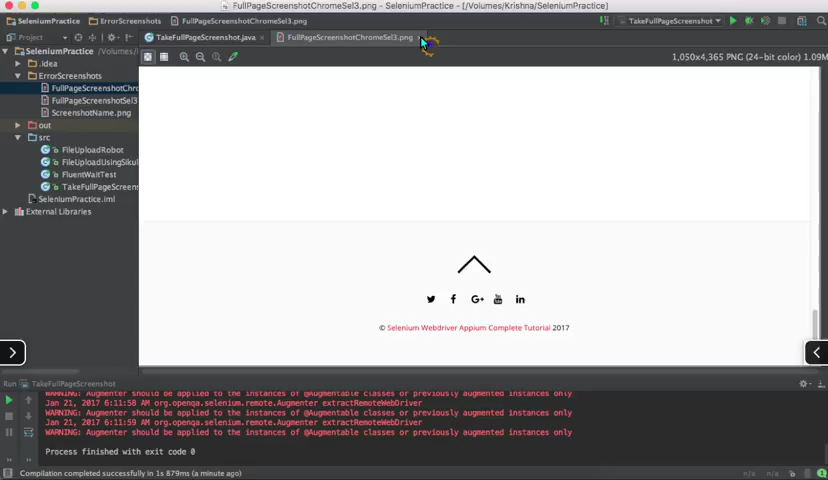 FullPageScreenshotChromeSel3.png - SeleniumPractice - [/Volumes/Krishna/SeleniumPractice]
SeleniumPractice ErrorScreenshots FullPageScreenshotChromeSel3.png TakeFullPageScreenshot
Project TakeFullPageScreenshot.java FullPageScreenshotChromeSel3.png
SeleniumPractice /Volumes/K
1,050x4,365 PNG (24-bit color) 1.09M
.idea
ErrorScreenshots
FullPageScreenshotChro
FullPageScreenshotSel3
ScreenshotName.png
out
src
FileUploadRobot
FileUploadUsingSikul
FluentWaitTest
TakeFullPageScreens
SeleniumPractice.iml
External Libraries
© Selenium Webdriver Appium Complete Tutorial 2017
Run TakeFullPageScreenshot
WARNING: Augmenter should be applied to the instances of @Augmentable classes or previously augmented instances only
Jan 21, 2017 6:11:58 AM org.openqa.selenium.remote.Augmenter extractRemoteWebDriver
WARNING: Augmenter should be applied to the instances of @Augmentable classes or previously augmented instances only
Jan 21, 2017 6:11:59 AM org.openqa.selenium.remote.Augmenter extractRemoteWebDriver
WARNING: Augmenter should be applied to the instances of @Augmentable classes or previously augmented instances only
Process finished with exit code 0
Compilation completed successfully in 1s 879ms (a minute ago) n/a n/a